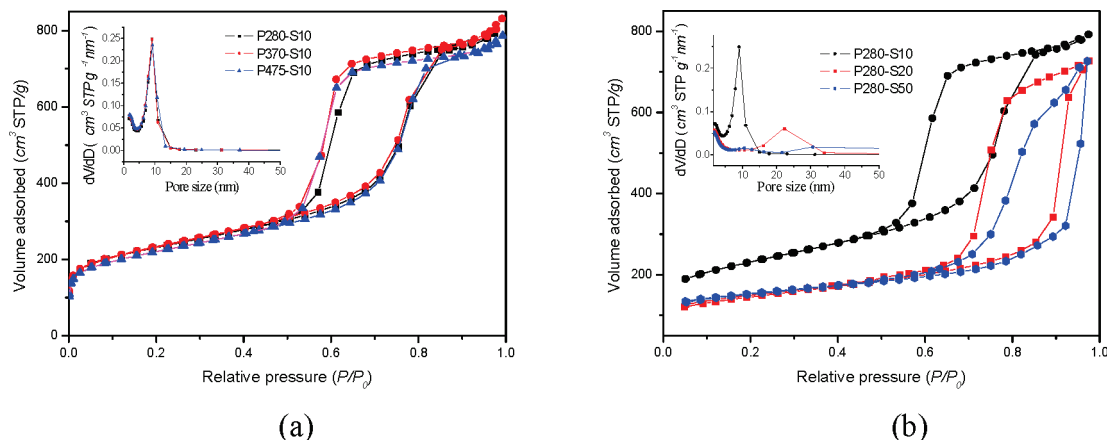 800
600
400
200
0
0.0
0.2
0.4
0.6
0.8
1.0
Volume adsorbed (cm³ STP/g)
Relative pressure (P/P₀)
P280-S10
P370-S10
P475-S10
0.25
0.20
0.15
0.10
0.05
0.00
0
10
20
30
40
50
dV/dD ( cm³ STP g⁻¹ nm⁻¹)
Pore size (nm)
(a)
800
600
400
200
0.0
0.2
0.4
0.6
0.8
1.0
Volume adsorbed (cm³ STP/g)
Relative pressure (P/P₀)
P280-S10
P280-S20
P280-S50
0.2
0.1
0.0
10
20
30
40
50
dV/dD ( cm³ STP g⁻¹ nm⁻¹)
Pore size (nm)
(b)